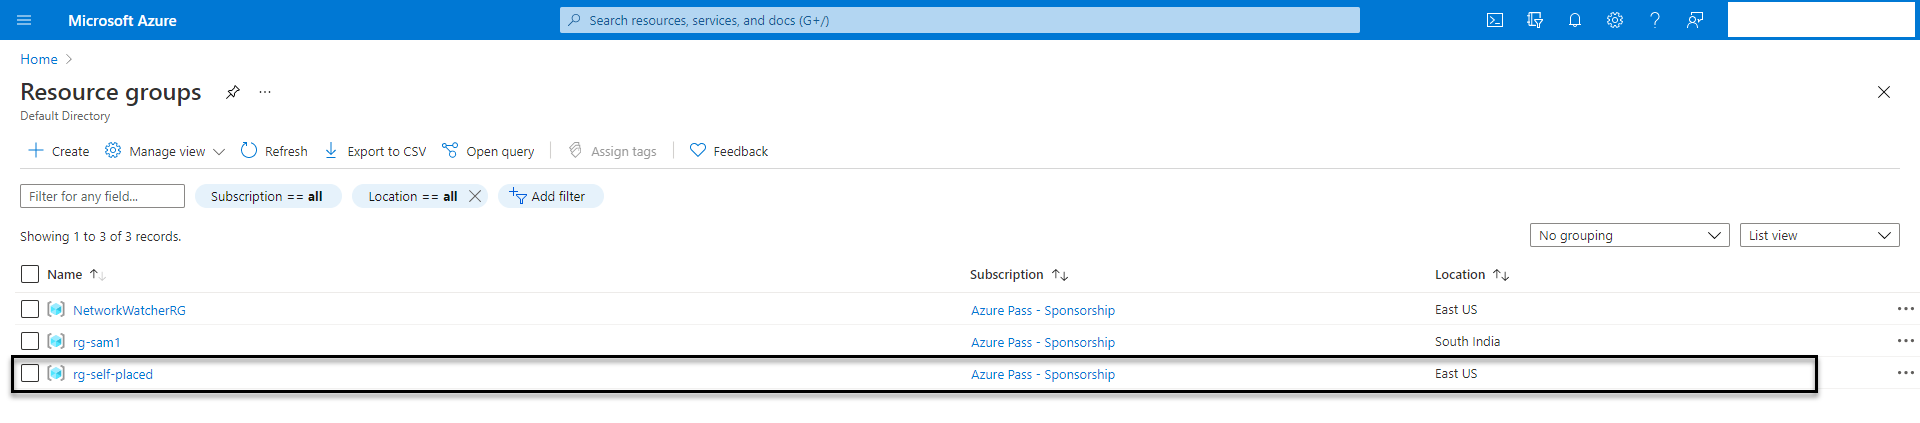 Microsoft Azure
Search resources, services, and docs (G+/)
Home
Resource groups
Default Directory
Create Manage view Refresh Export to CSV Open query Assign tags Feedback
Filter for any field... Subscription == all Location == all Add filter
Showing 1 to 3 of 3 records. No grouping List view
Name Subscription Location
NetworkWatcherRG Azure Pass - Sponsorship East US
rg-sam1 Azure Pass - Sponsorship South India
rg-self-placed Azure Pass - Sponsorship East US